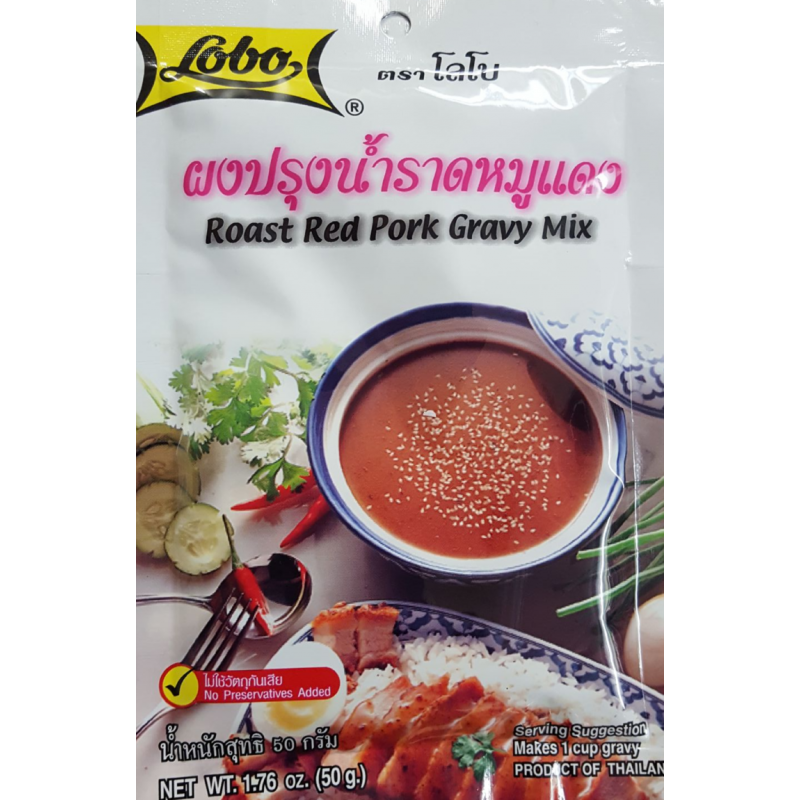 Lobo
®
ตรา โลโบ
ผงปรุงน้ำราดหมูแดง
Roast Red Pork Gravy Mix
ไม่ใช้วัตถุกันเสีย
No Preservatives Added
น้ำหนักสุทธิ 50 กรัม
NET WT. 1.76 oz. (50 g.)
Serving Suggestion
Makes 1 cup gravy
PRODUCT OF THAILAN